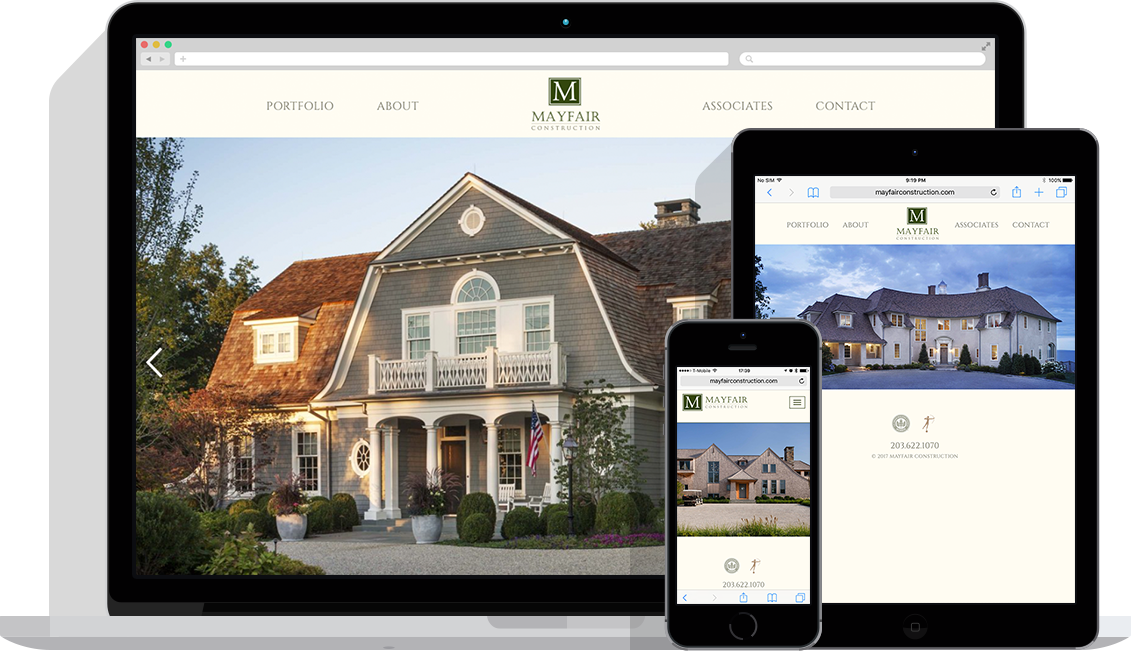 PORTFOLIO ABOUT M MAYFAIR CONSTRUCTION ASSOCIATES CONTACT
No SIM 9:19 PM 100%
mayfairconstruction.com
PORTFOLIO ABOUT M MAYFAIR CONSTRUCTION ASSOCIATES CONTACT
203.622.1070
© 2017 MAYFAIR CONSTRUCTION
T-Mobile 17:39
mayfairconstruction.com
M MAYFAIR
CONSTRUCTION
203.622.1070